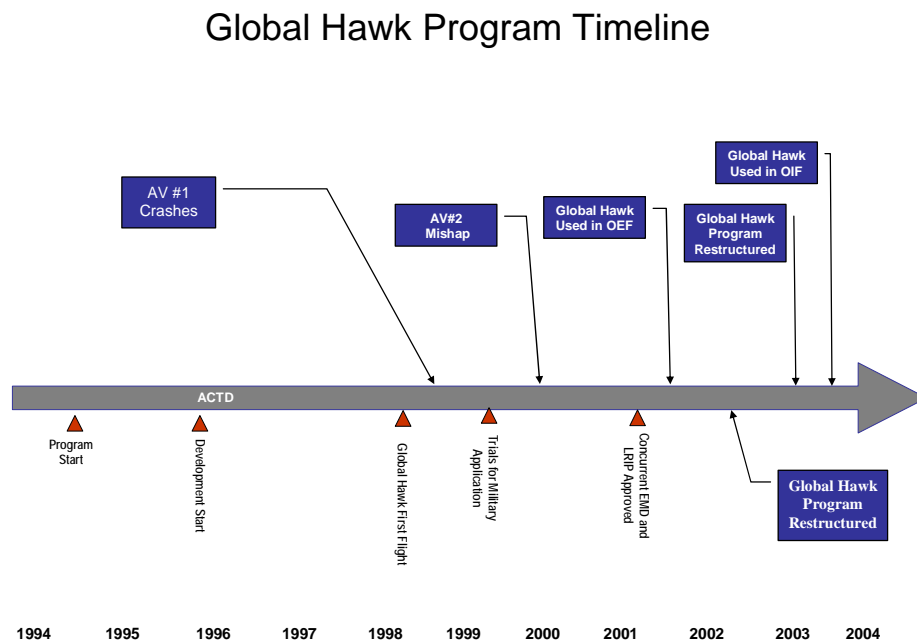 Global Hawk Program Timeline
Global Hawk
Used in OIF
AV #1
Crashes
AV#2
Mishap
Global Hawk
Used in OEF
Global Hawk
Program
Restructured
ACTD
Program
Start
Development Start
Global Hawk First Flight
Trials for Military
Application
Concurrent EMD and
LRIP Approved
Global Hawk
Program
Restructured
1994 1995 1996 1997 1998 1999 2000 2001 2002 2003 2004